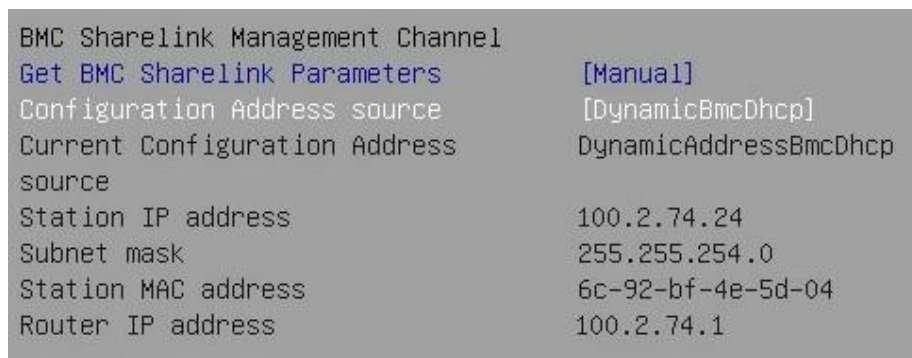 BMC Sharelink Management Channel
Get BMC Sharelink Parameters [Manual]
Configuration Address source [DynamicBmcDhcp]
Current Configuration Address DynamicAddressBmcDhcp
source
Station IP address 100.2.74.24
Subnet mask 255.255.254.0
Station MAC address 6c-92-bf-4e-5d-04
Router IP address 100.2.74.1